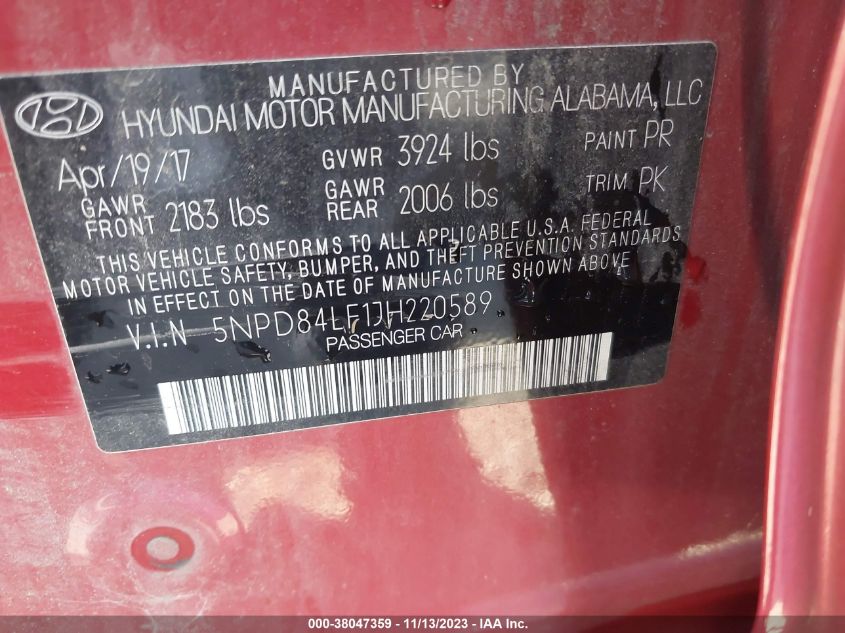 MANUFACTURED BY
HYUNDAI MOTOR MANUFACTURING ALABAMA, LLC
Apr/19/17 GVWR 3924 lbs PAINT PR
GAWR FRONT 2183 lbs GAWR REAR 2006 lbs TRIM PK
THIS VEHICLE CONFORMS TO ALL APPLICABLE U.S.A. FEDERAL
MOTOR VEHICLE SAFETY, BUMPER, AND THEFT PREVENTION STANDARDS
IN EFFECT ON THE DATE OF MANUFACTURE SHOWN ABOVE
V.I.N 5NPD84LF1JH220589
PASSENGER CAR
000-38047359 - 11/13/2023 - IAA Inc.